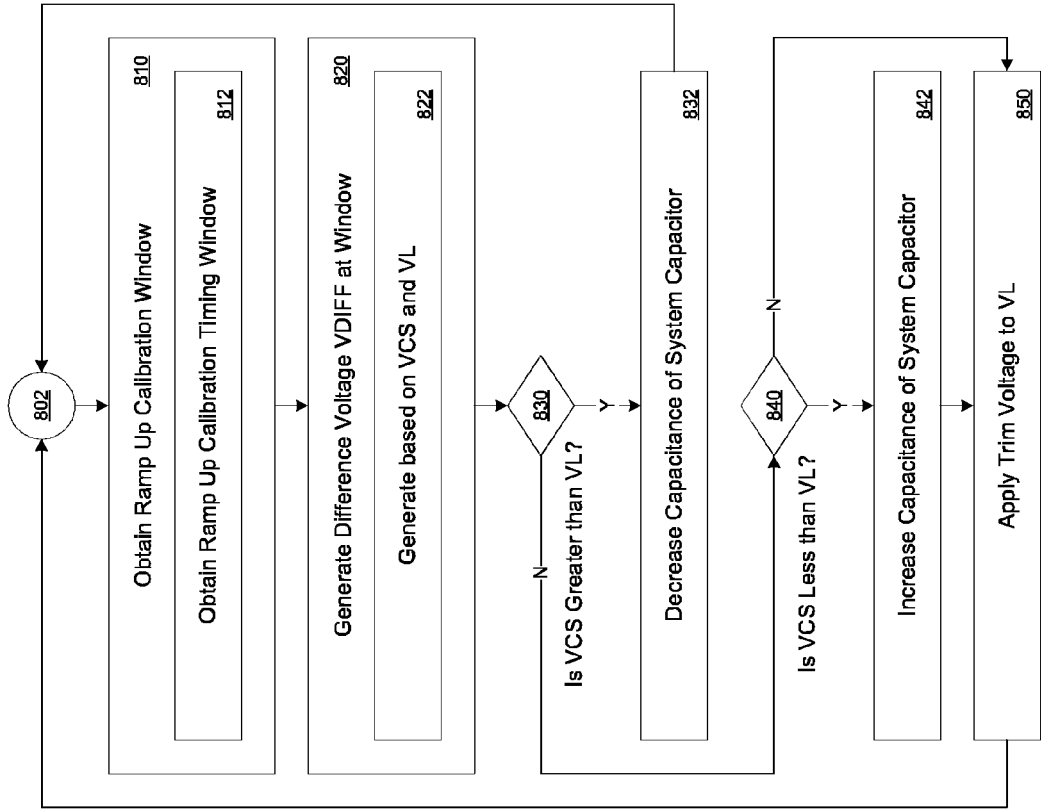 802
Obtain Ramp Up Calibration Window
810
Obtain Ramp Up Calibration Timing Window
812
Generate Difference Voltage VDIFF at Window
820
Generate based on VCS and VL
822
830
Is VCS Greater than VL?
N
Y
Decrease Capacitance of System Capacitor
832
840
Is VCS Less than VL?
N
Y
Increase Capacitance of System Capacitor
842
Apply Trim Voltage to VL
850